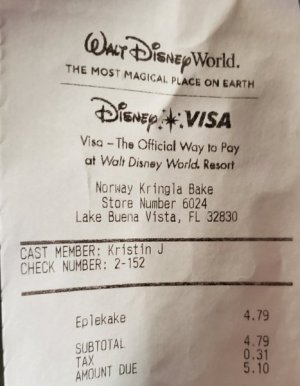 Walt Disney World.
THE MOST MAGICAL PLACE ON EARTH
Disney VISA
Visa - The Official Way to Pay
at Walt Disney World. Resort
Norway Kringla Bake
Store Number 6024
Lake Buena Vista, FL 32830
CAST MEMBER: Kristin J
CHECK NUMBER: 2-152
Eplekake 4.79
SUBTOTAL 4.79
TAX 0.31
AMOUNT DUE 5.10